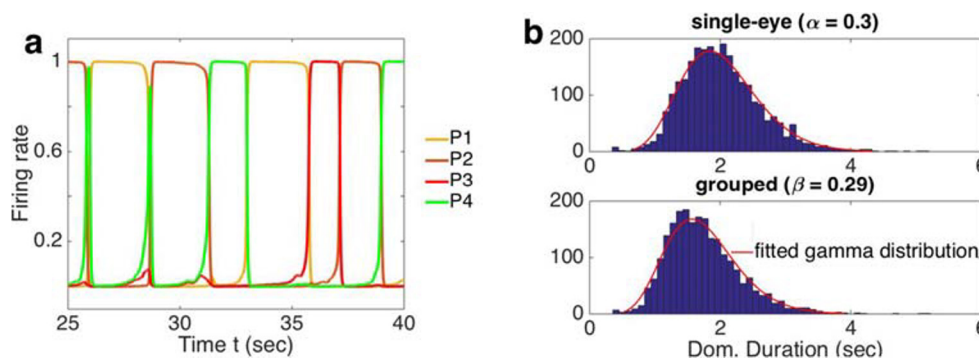 a
1
0.6
0.2
Firing rate
25 30 35 40
Time t (sec)
P1
P2
P3
P4
b
single-eye (α = 0.3)
200
100
0
0 2 4 6
grouped (β = 0.29)
200
100
0
fitted gamma distribution
0 2 4 6
Dom. Duration (sec)